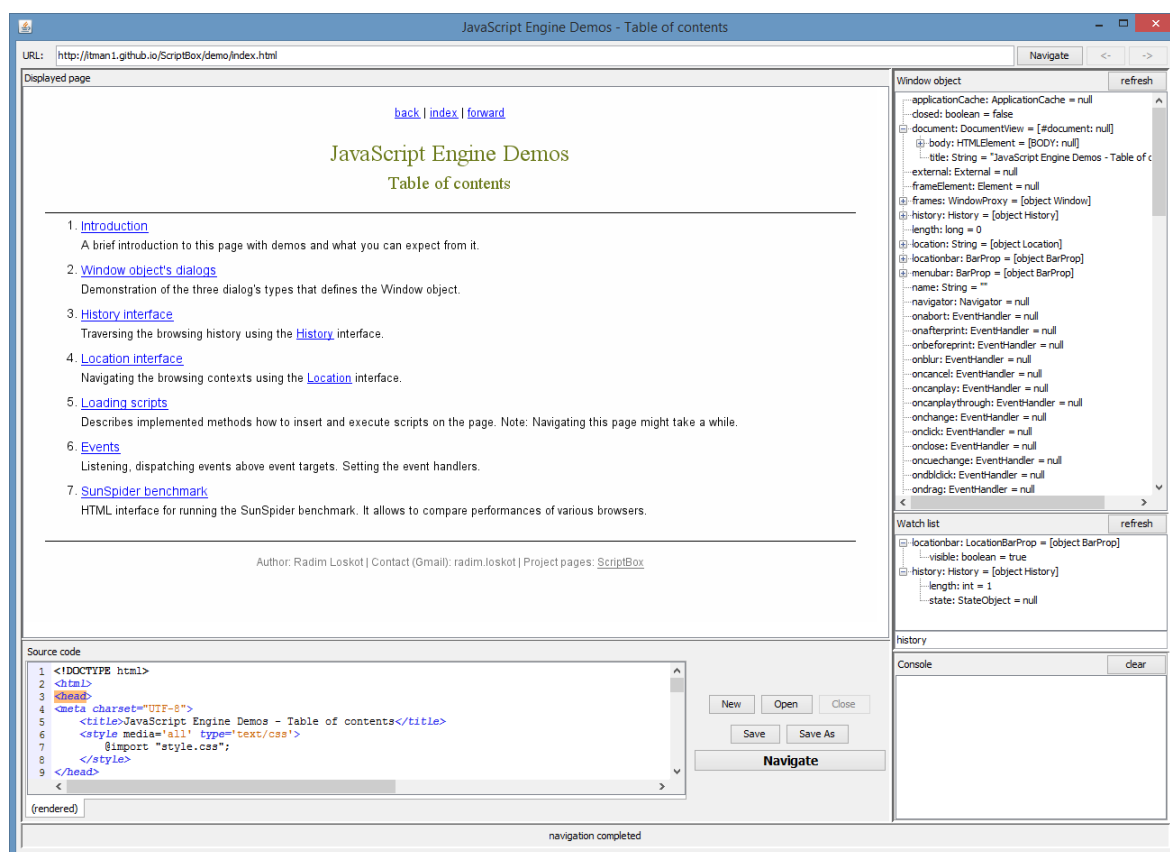 JavaScript Engine Demos - Table of contents
URL: http://itman1.github.io/ScriptBox/demo/index.html Navigate <- ->
Displayed page
back | index | forward
JavaScript Engine Demos
Table of contents
1. Introduction
A brief introduction to this page with demos and what you can expect from it.
2. Window object's dialogs
Demonstration of the three dialog's types that defines the Window object.
3. History interface
Traversing the browsing history using the History interface.
4. Location interface
Navigating the browsing contexts using the Location interface.
5. Loading scripts
Describes implemented methods how to insert and execute scripts on the page. Note: Navigating this page might take a while.
6. Events
Listening, dispatching events above event targets. Setting the event handlers.
7. SunSpider benchmark
HTML interface for running the SunSpider benchmark. It allows to compare performances of various browsers.
Author: Radim Loskot | Contact (Gmail): radim.loskot | Project pages: ScriptBox
Window object refresh
applicationCache: ApplicationCache = null
closed: boolean = false
document: DocumentView = [#document: null]
body: HTMLElement = [BODY: null]
title: String = "JavaScript Engine Demos - Table of c
external: External = null
frameElement: Element = null
frames: WindowProxy = [object Window]
history: History = [object History]
length: long = 0
location: String = [object Location]
locationbar: BarProp = [object BarProp]
menubar: BarProp = [object BarProp]
name: String = ""
navigator: Navigator = null
onabort: EventHandler = null
onafterprint: EventHandler = null
onbeforeprint: EventHandler = null
onblur: EventHandler = null
oncancel: EventHandler = null
oncanplay: EventHandler = null
oncanplaythrough: EventHandler = null
onchange: EventHandler = null
onclick: EventHandler = null
onclose: EventHandler = null
oncuechange: EventHandler = null
ondblclick: EventHandler = null
ondrag: EventHandler = null
Watch list refresh
locationbar: LocationBarProp = [object BarProp]
visible: boolean = true
history: History = [object History]
length: int = 1
state: StateObject = null
history
Console clear
Source code
1 <!DOCTYPE html>
2 <html>
3 <head>
4 <meta charset="UTF-8">
5 <title>JavaScript Engine Demos - Table of contents</title>
6 <style media='all' type='text/css'>
7 @import "style.css";
8 </style>
9 </head>
(rendered)
New Open Close
Save Save As
Navigate
navigation completed